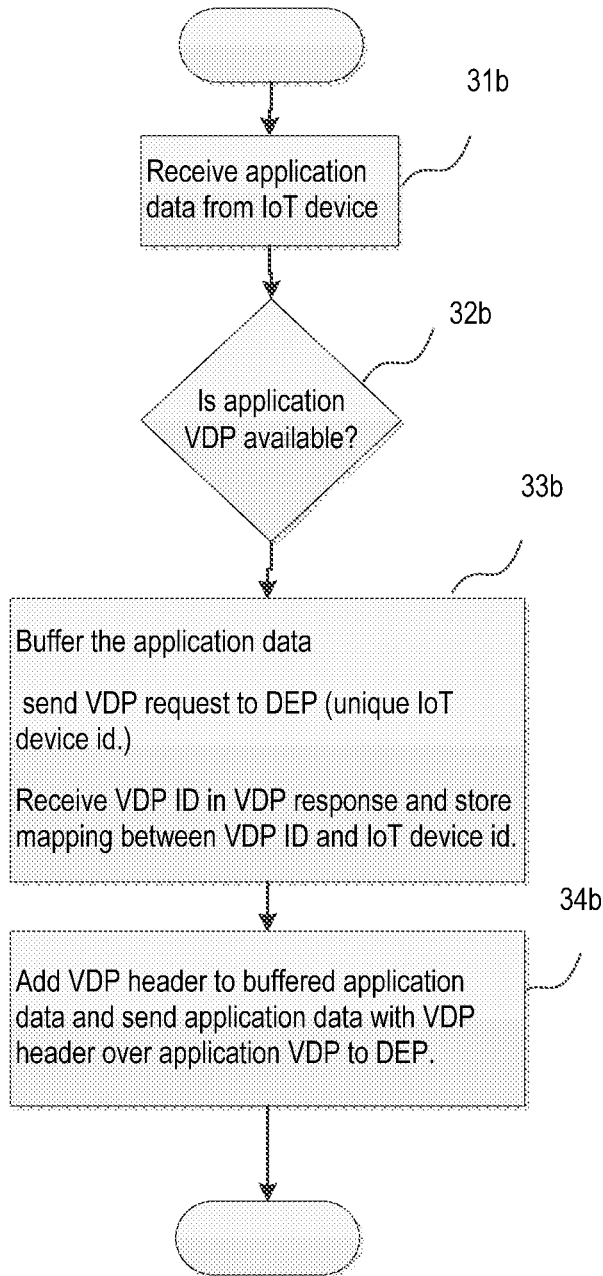 31b
Receive application
data from IoT device
32b
Is application
VDP available?
33b
Buffer the application data
send VDP request to DEP (unique IoT
device id.)
Receive VDP ID in VDP response and store
mapping between VDP ID and IoT device id.
34b
Add VDP header to buffered application
data and send application data with VDP
header over application VDP to DEP.